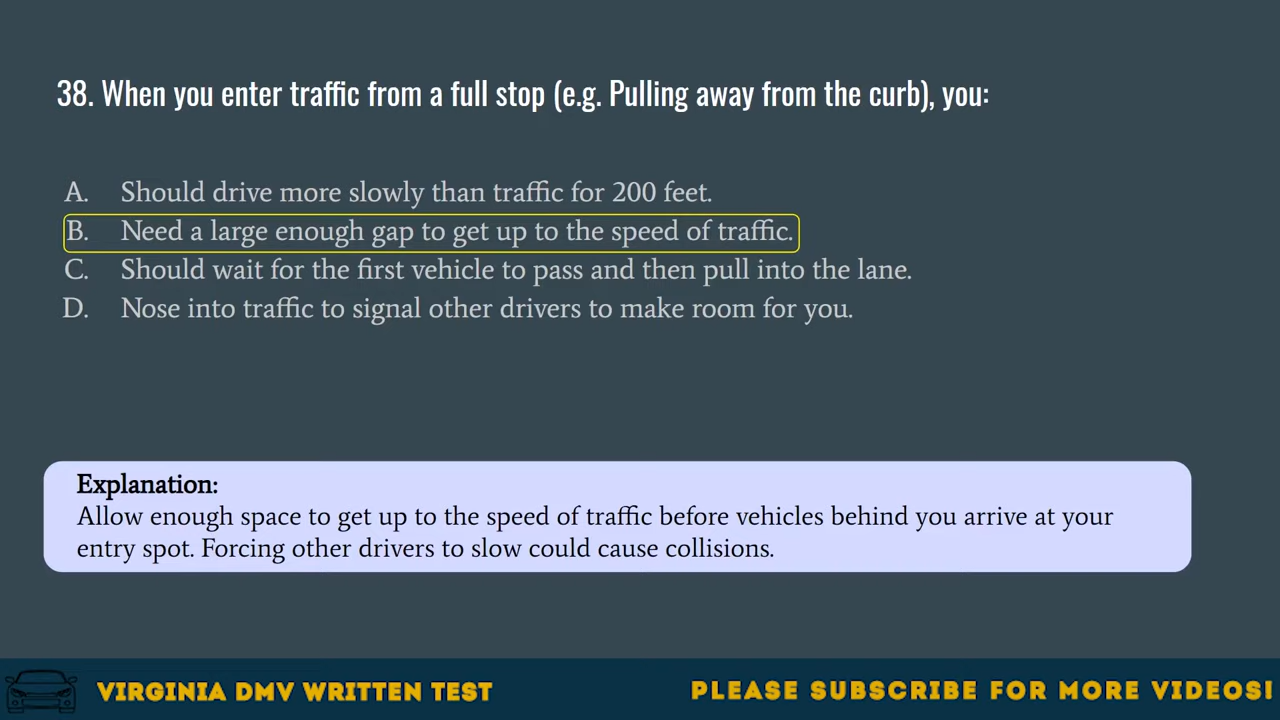 38. When you enter traffic from a full stop (e.g. Pulling away from the curb), you:
A. Should drive more slowly than traffic for 200 feet.
B. Need a large enough gap to get up to the speed of traffic.
C. Should wait for the first vehicle to pass and then pull into the lane.
D. Nose into traffic to signal other drivers to make room for you.
Explanation:
Allow enough space to get up to the speed of traffic before vehicles behind you arrive at your
entry spot. Forcing other drivers to slow could cause collisions.
VIRGINIA DMV WRITTEN TEST
PLEASE SUBSCRIBE FOR MORE VIDEOS!